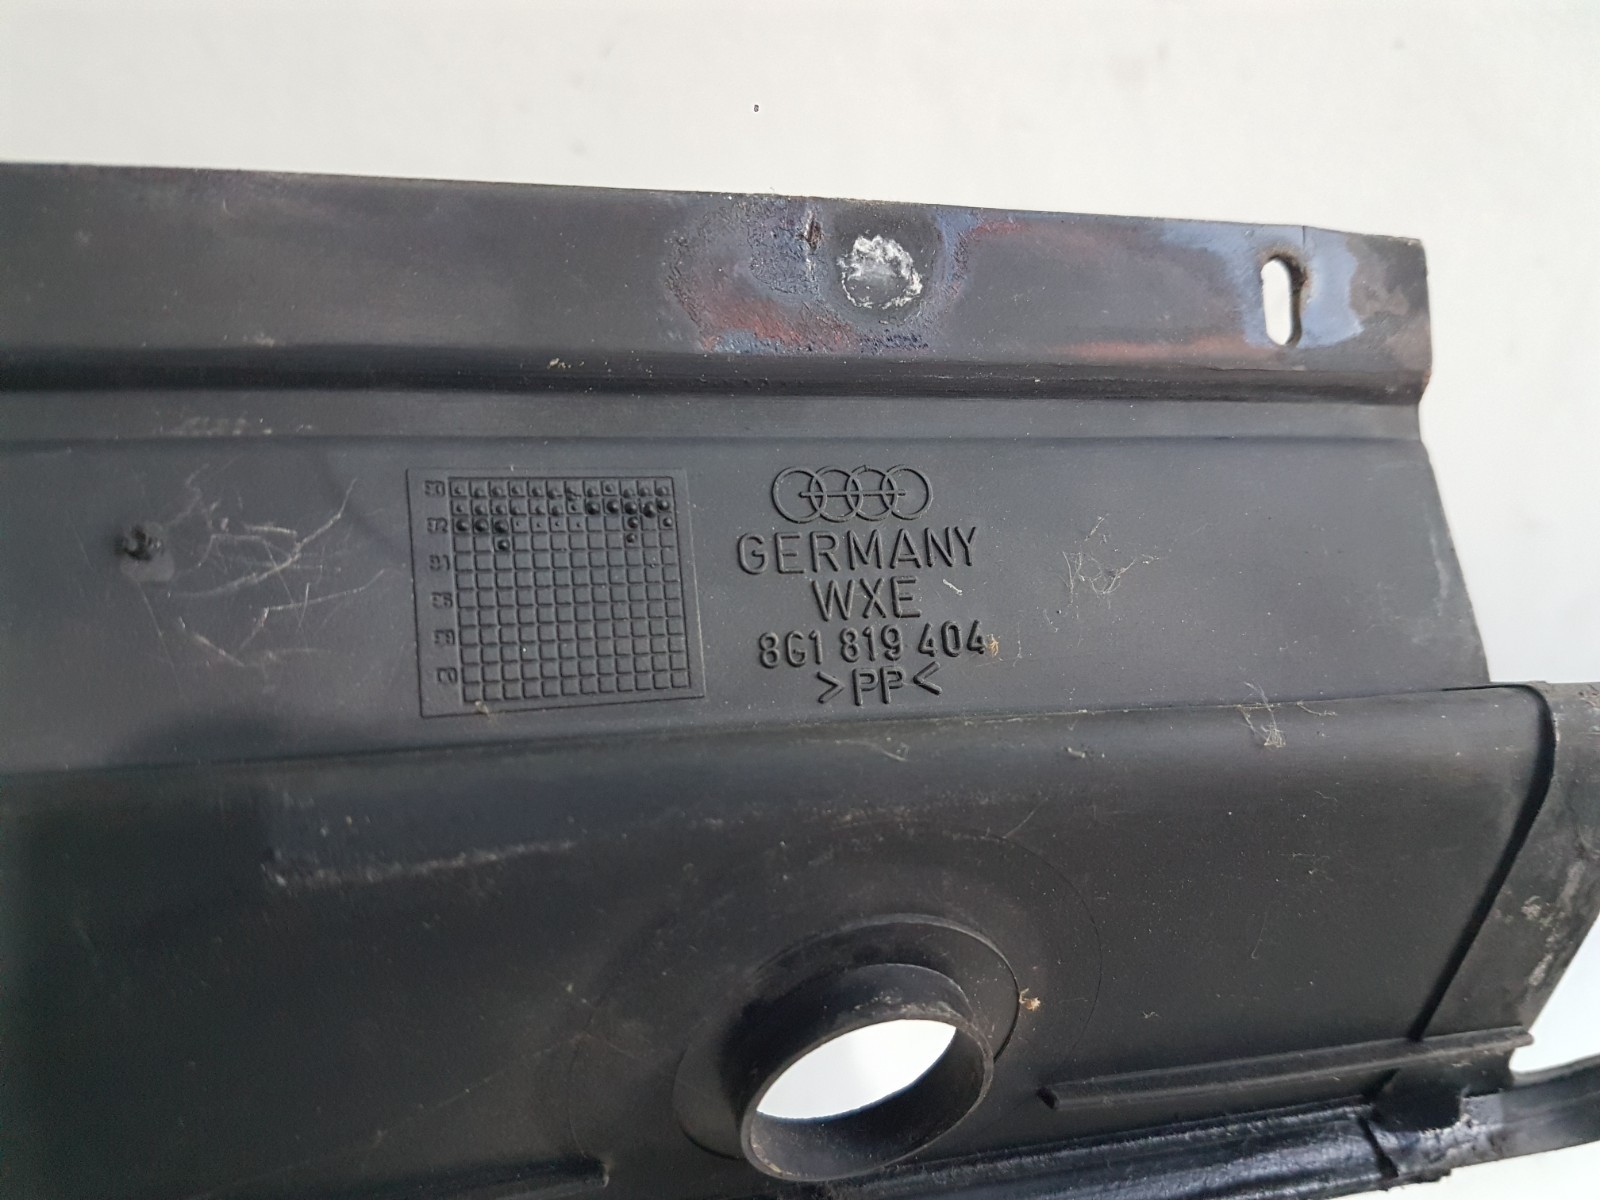 GERMANY
WXE
8G1 819 404
>PP<